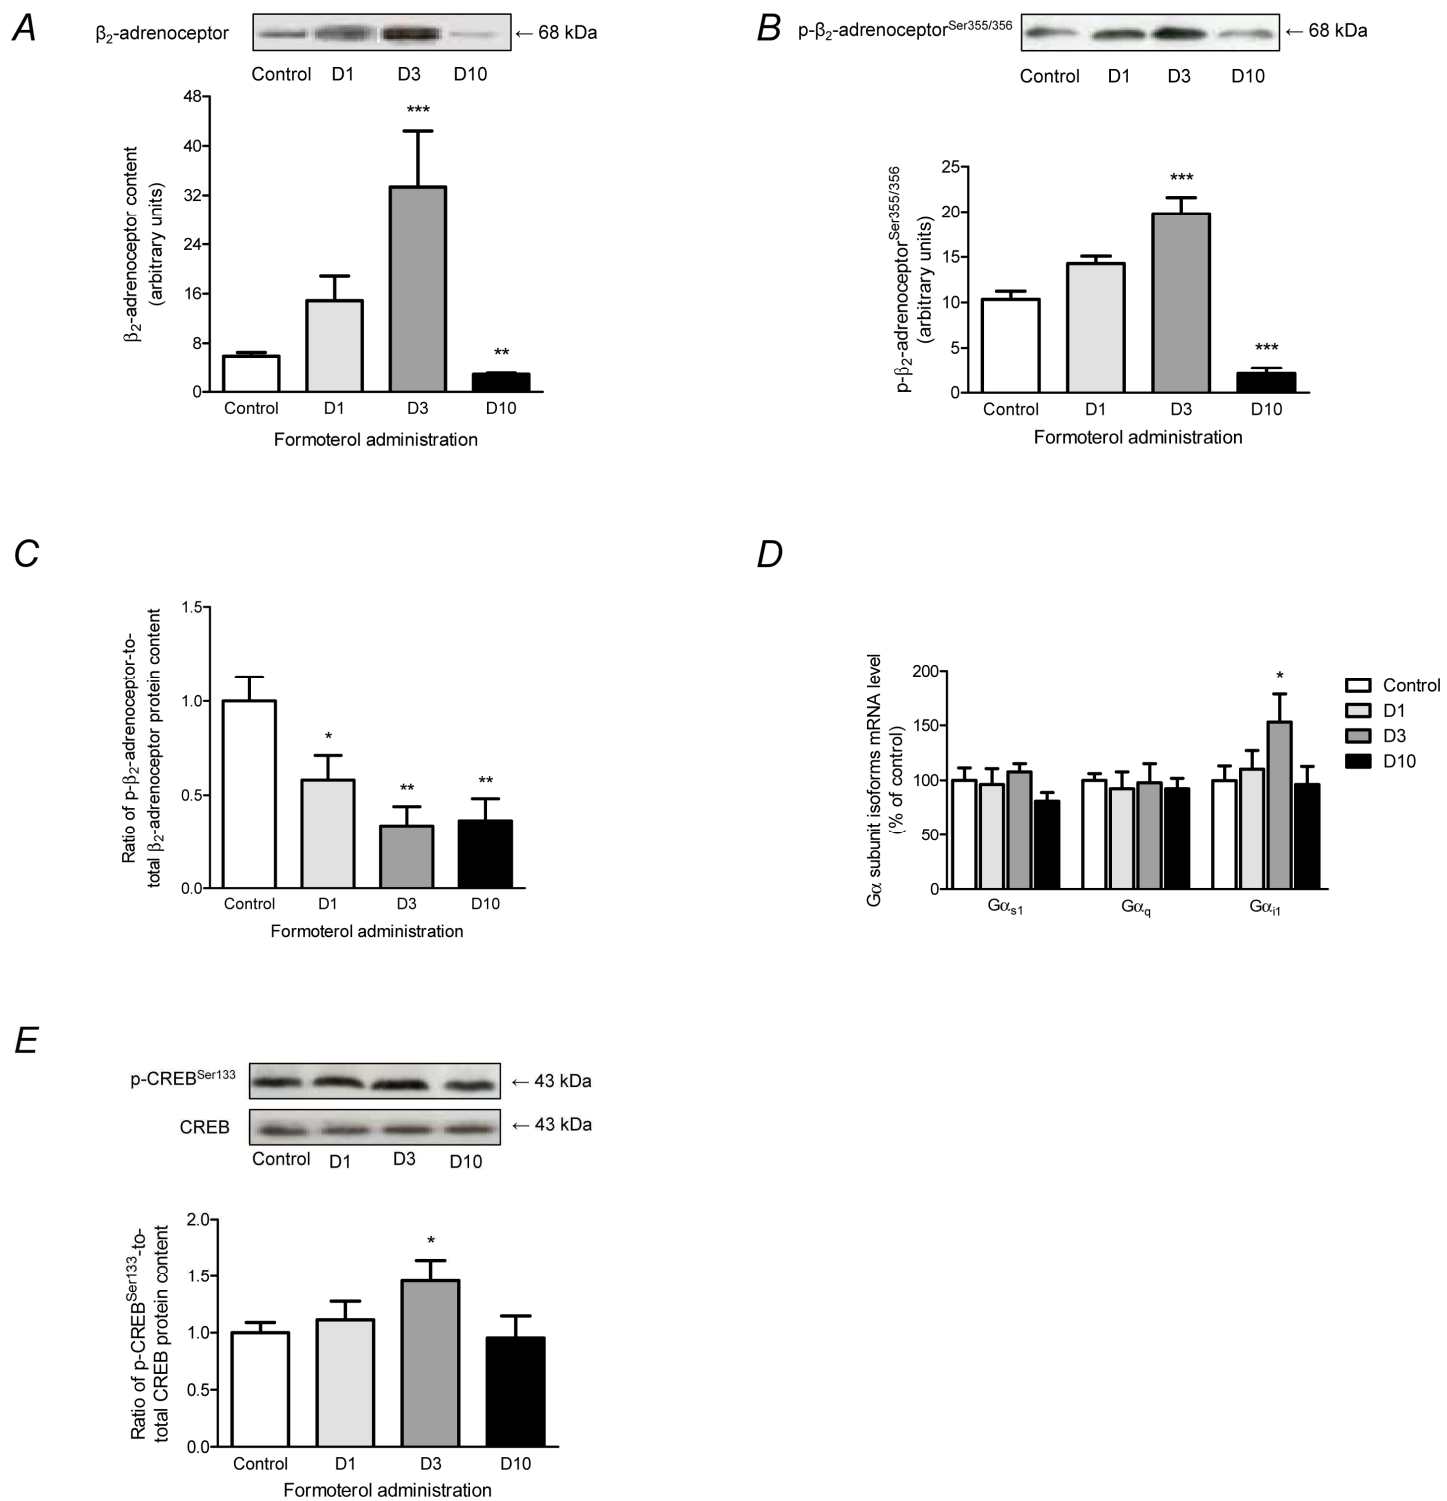 A
β2-adrenoceptor
← 68 kDa
Control D1 D3 D10
β2-adrenoceptor content
(arbitrary units)
48
40
32
24
16
8
0
***
**
Control D1 D3 D10
Formoterol administration
B
p-β2-adrenoceptorSer355/356
← 68 kDa
Control D1 D3 D10
p-β2-adrenoceptorSer355/356
(arbitrary units)
25
20
15
10
5
0
***
***
Control D1 D3 D10
Formoterol administration
C
Ratio of p-β2-adrenoceptor-to-
total β2-adrenoceptor protein content
1.5
1.0
0.5
0.0
*
**
**
Control D1 D3 D10
Formoterol administration
D
Gα subunit isoforms mRNA level
(% of control)
200
150
100
50
0
*
Gαs1 Gαq Gαi1
Control
D1
D3
D10
E
p-CREBSer133
← 43 kDa
CREB
← 43 kDa
Control D1 D3 D10
Ratio of p-CREBSer133-to-
total CREB protein content
2.0
1.5
1.0
0.5
0.0
*
Control D1 D3 D10
Formoterol administration